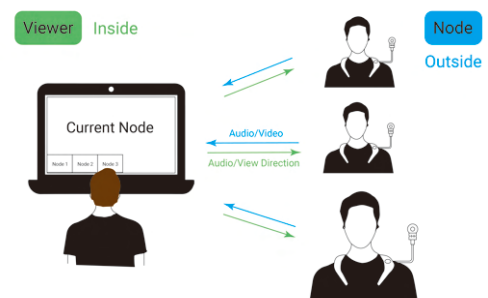 Viewer Inside
Node
Outside
Current Node
Node 1 Node 2 Node 3
Audio/Video
Audio/View Direction